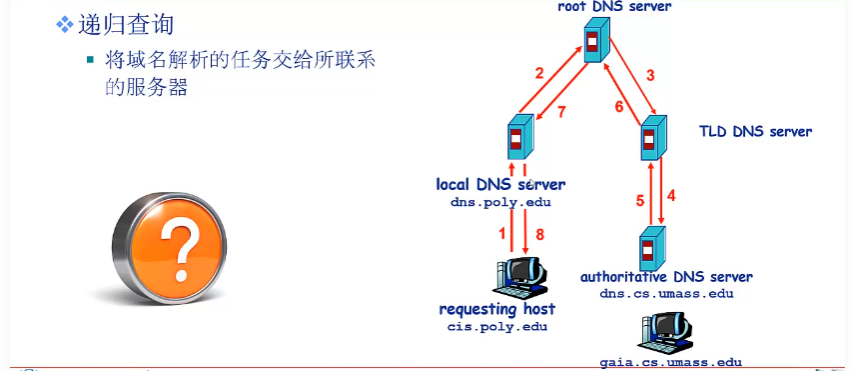 递归查询
将域名解析的任务交给所联系
的服务器
?
root DNS server
2
3
7
6
TLD DNS server
local DNS server
dns.poly.edu
5
4
1
8
authoritative DNS server
dns.cs.umass.edu
requesting host
cis.poly.edu
gaia.cs.umass.edu